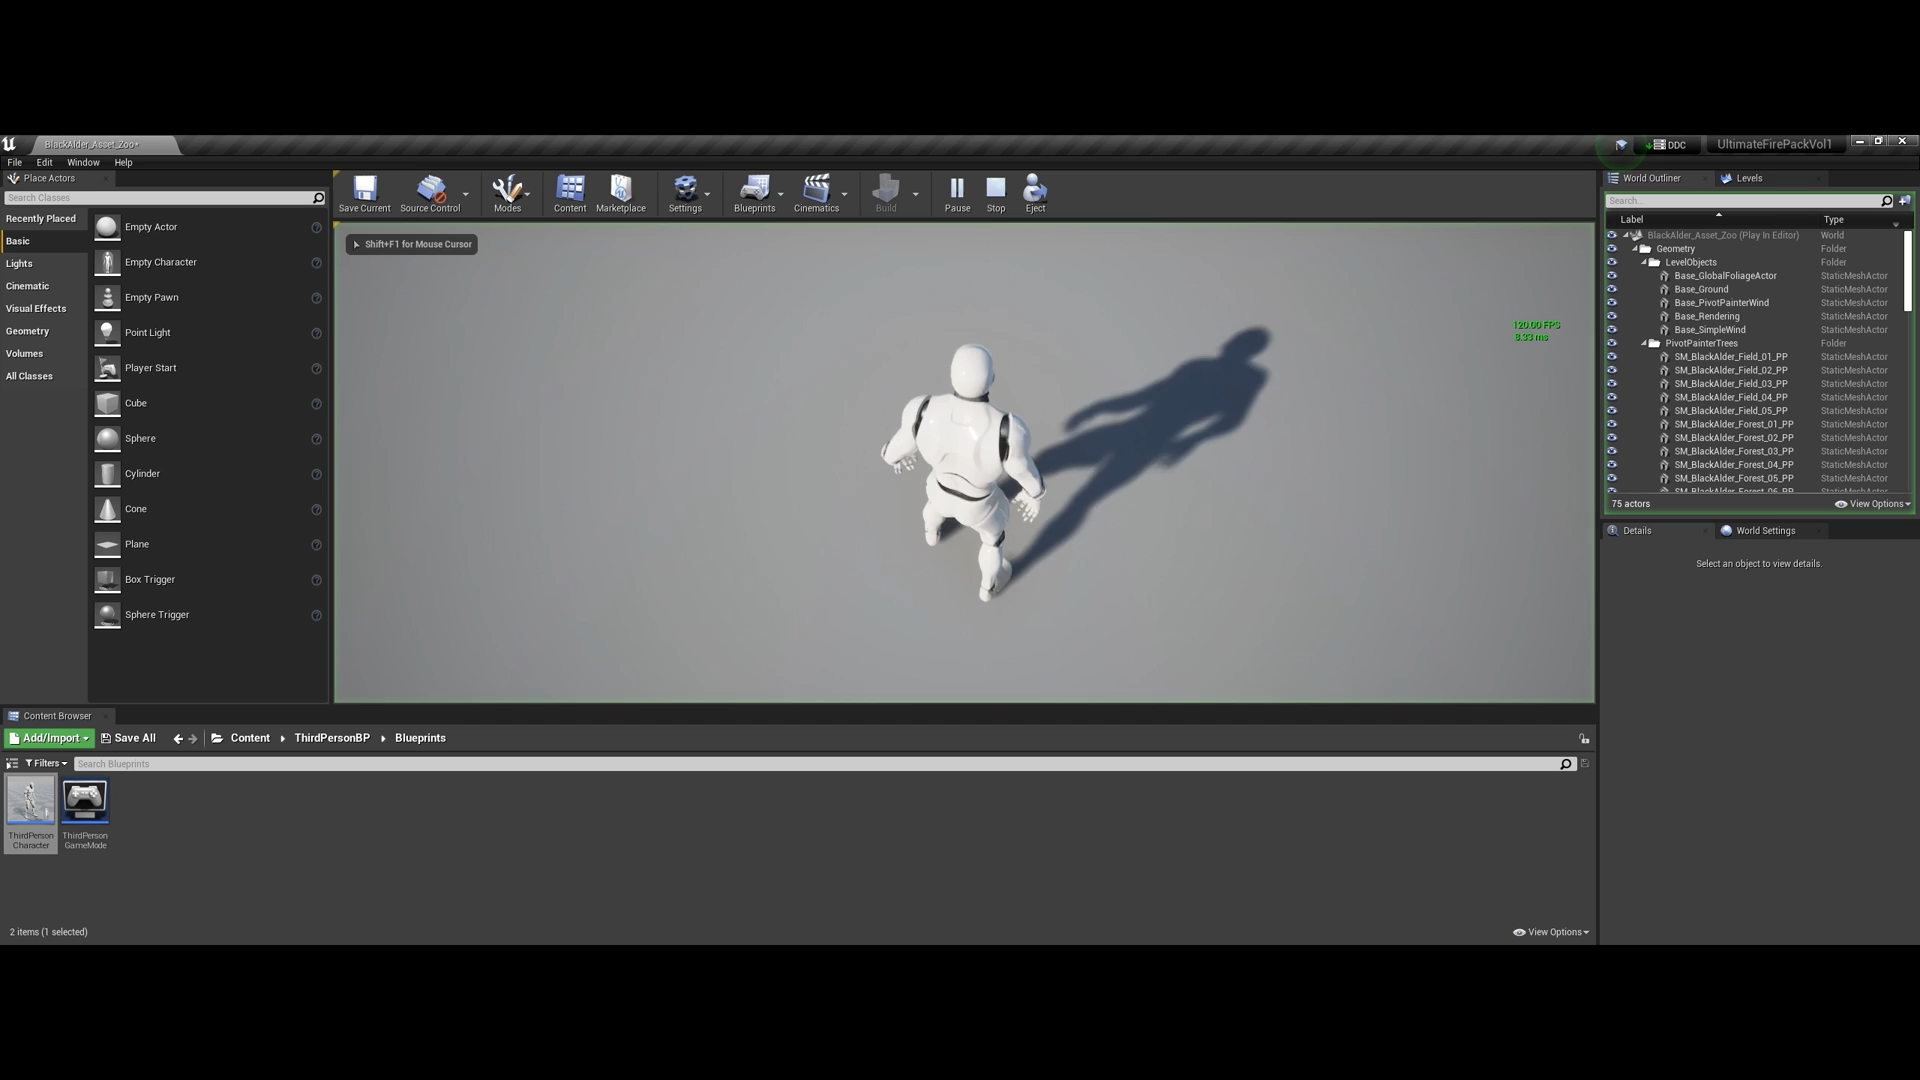 BlackAlder_Asset_Zoo*
DDC
UltimateFirePackVol1
File Edit Window Help
Place Actors
Search Classes
Recently Placed
Basic
Lights
Cinematic
Visual Effects
Geometry
Volumes
All Classes
Empty Actor
Empty Character
Empty Pawn
Point Light
Player Start
Cube
Sphere
Cylinder
Cone
Plane
Box Trigger
Sphere Trigger
Save Current Source Control Modes Content Marketplace Settings Blueprints Cinematics Build Pause Stop Eject
Shift+F1 for Mouse Cursor
120.00 FPS
8.33 ms
World Outliner Levels
Search...
Label Type
BlackAlder_Asset_Zoo (Play In Editor) World
Geometry Folder
LevelObjects Folder
Base_GlobalFoliageActor StaticMeshActor
Base_Ground StaticMeshActor
Base_PivotPainterWind StaticMeshActor
Base_Rendering StaticMeshActor
Base_SimpleWind StaticMeshActor
PivotPainterTrees Folder
SM_BlackAlder_Field_01_PP StaticMeshActor
SM_BlackAlder_Field_02_PP StaticMeshActor
SM_BlackAlder_Field_03_PP StaticMeshActor
SM_BlackAlder_Field_04_PP StaticMeshActor
SM_BlackAlder_Field_05_PP StaticMeshActor
SM_BlackAlder_Forest_01_PP StaticMeshActor
SM_BlackAlder_Forest_02_PP StaticMeshActor
SM_BlackAlder_Forest_03_PP StaticMeshActor
SM_BlackAlder_Forest_04_PP StaticMeshActor
SM_BlackAlder_Forest_05_PP StaticMeshActor
SM_BlackAlder_Forest_06_PP StaticMeshActor
75 actors View Options
Details World Settings
Select an object to view details.
Content Browser
Add/Import Save All Content ThirdPersonBP Blueprints
Filters Search Blueprints
ThirdPerson
Character
ThirdPerson
GameMode
2 items (1 selected) View Options